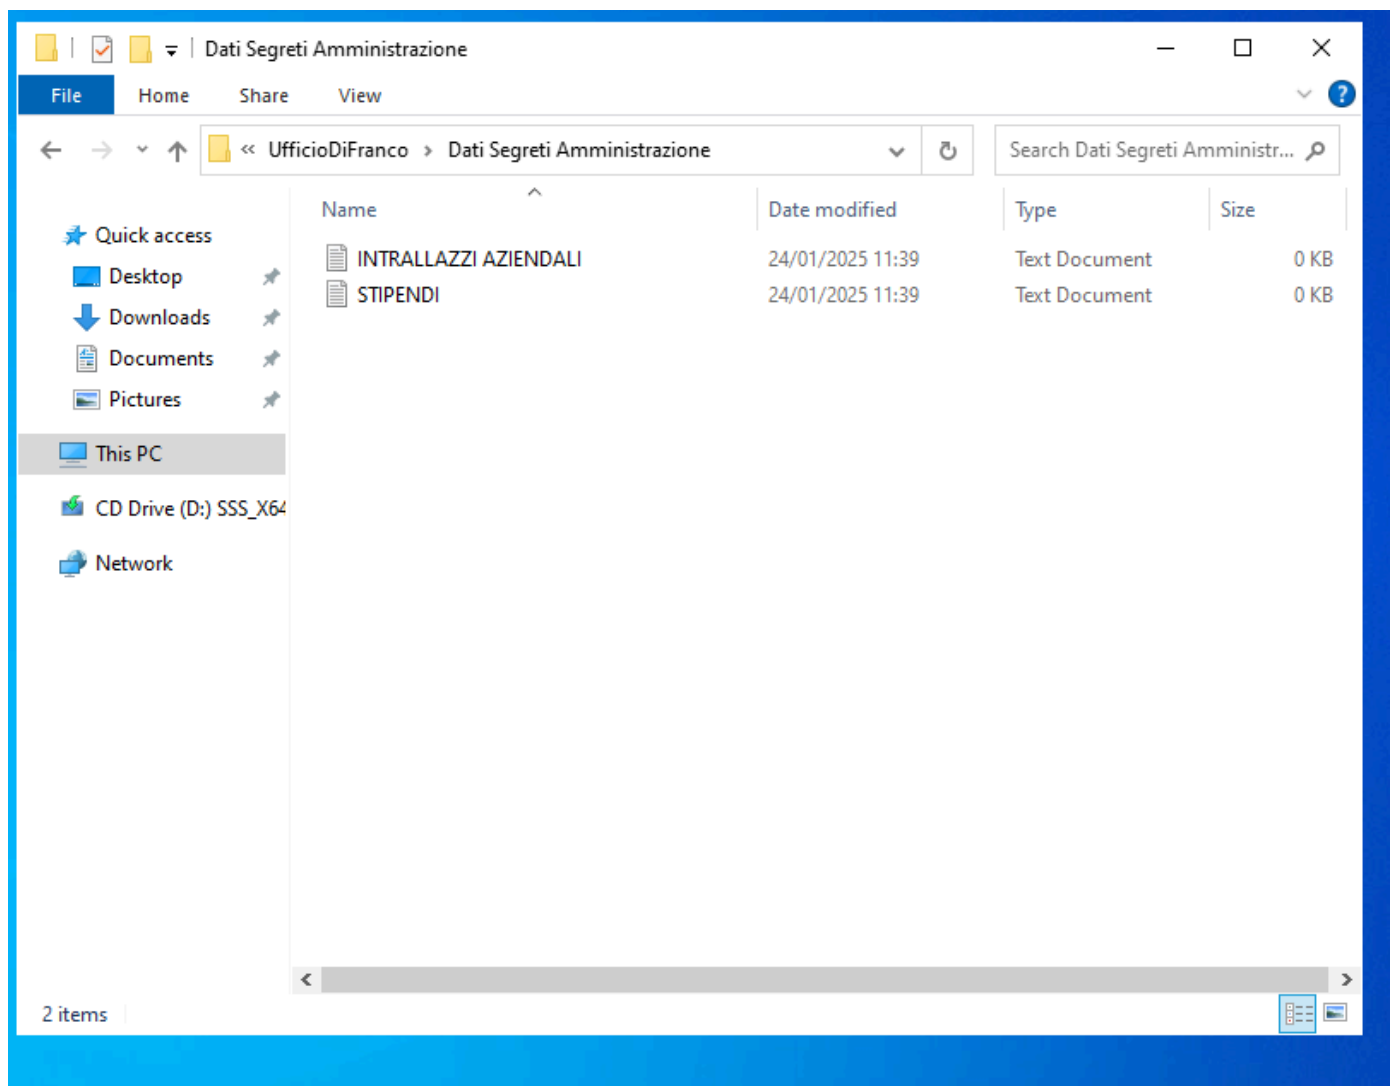 Dati Segreti Amministrazione
File Home Share View
« UfficioDiFranco > Dati Segreti Amministrazione
Search Dati Segreti Amministr...
Name Date modified Type Size
Quick access
Desktop
Downloads
Documents
Pictures
This PC
CD Drive (D:) SSS_X64
Network
INTRALLAZZI AZIENDALI 24/01/2025 11:39 Text Document 0 KB
STIPENDI 24/01/2025 11:39 Text Document 0 KB
2 items